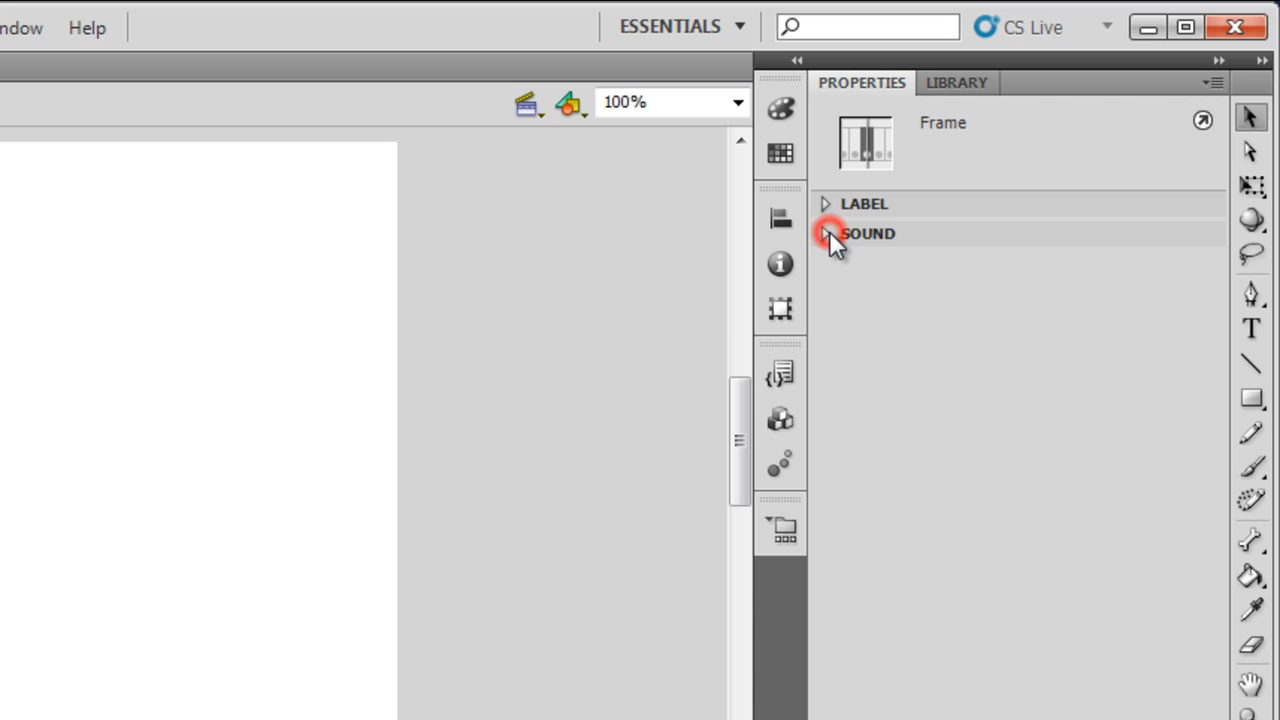 ndow Help ESSENTIALS CS Live
PROPERTIES LIBRARY
100%
Frame
LABEL
SOUND